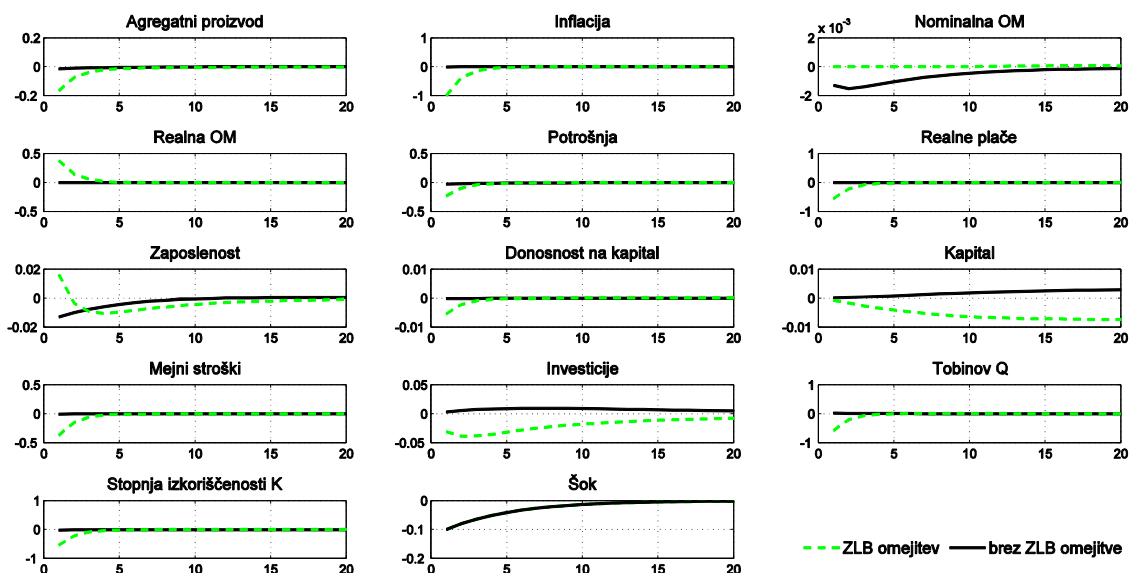 Agregatni proizvod
0.2
0
-0.2
0 5 10 15 20
Inflacija
1
0
-1
0 5 10 15 20
Nominalna OM
x 10⁻³
2
0
-2
0 5 10 15 20
Realna OM
0.5
0
-0.5
0 5 10 15 20
Potrošnja
0.5
0
-0.5
0 5 10 15 20
Realne plače
1
0
-1
0 5 10 15 20
Zaposlenost
0.02
0
-0.02
0 5 10 15 20
Donosnost na kapital
0.01
0
-0.01
0 5 10 15 20
Kapital
0.01
0
-0.01
0 5 10 15 20
Mejni stroški
0.5
0
-0.5
0 5 10 15 20
Investicije
0.05
0
-0.05
0 5 10 15 20
Tobinov Q
1
0
-1
0 5 10 15 20
Stopnja izkoriščenosti K
1
0
-1
0 5 10 15 20
Šok
0
-0.1
-0.2
0 5 10 15 20
ZLB omejitev
brez ZLB omejitve